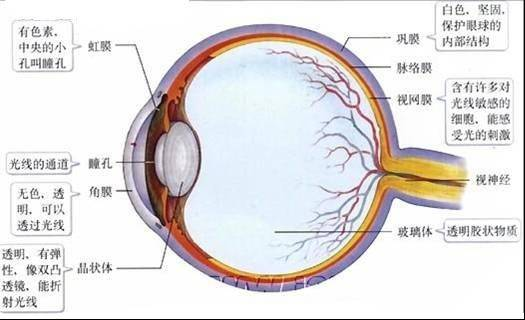 有色素，
中央的小
孔叫瞳孔
虹膜
光线的通道
瞳孔
无色，透
明，可以
透过光线
角膜
透明、有弹
性，像双凸
透镜，能折
射光线
晶状体
巩膜
白色，坚固，
保护眼球的
内部结构
脉络膜
视网膜
含有许多对
光线敏感的
细胞，能感
受光的刺激
视神经
玻璃体
透明胶状物质